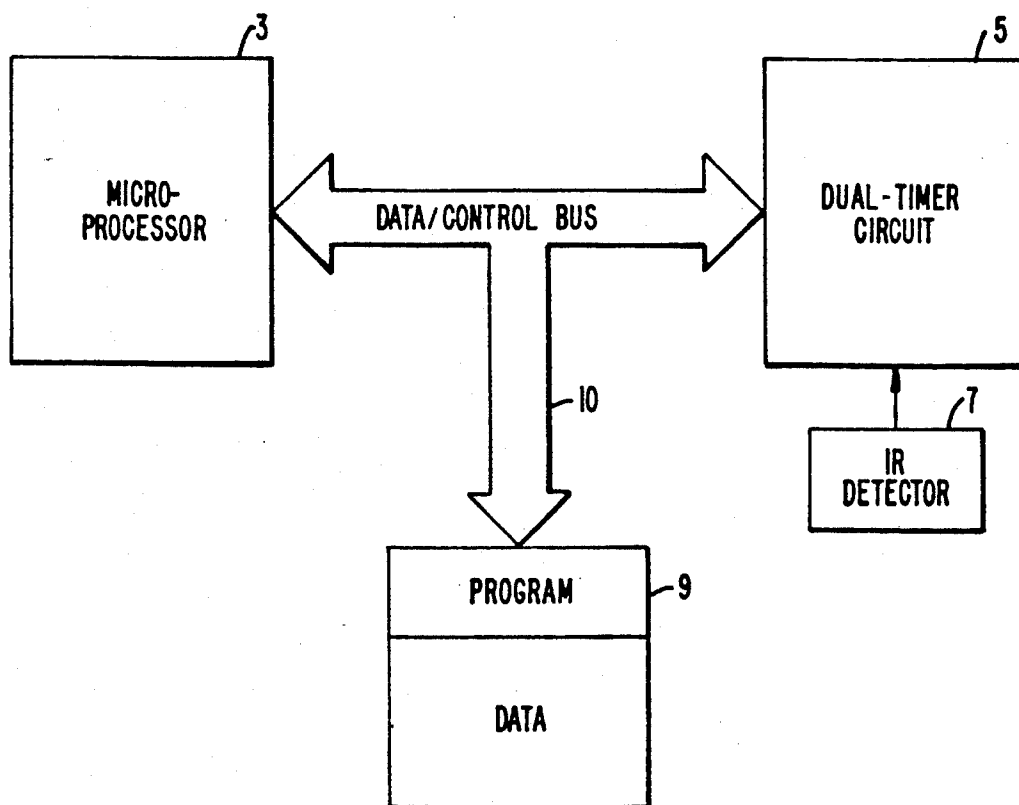 3
5
MICRO-
PROCESSOR
DATA/CONTROL BUS
DUAL-TIMER
CIRCUIT
10
7
IR
DETECTOR
PROGRAM
9
DATA